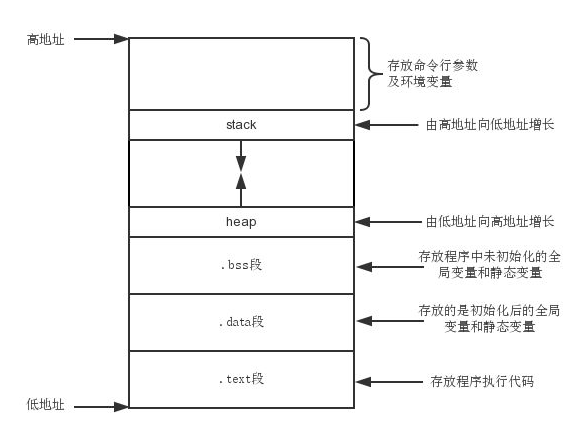 高地址
存放命令行参数
及环境变量
stack
由高地址向低地址增长
heap
由低地址向高地址增长
.bss段
存放程序中未初始化的全
局变量和静态变量
.data段
存放的是初始化后的全局
变量和静态变量
.text段
存放程序执行代码
低地址